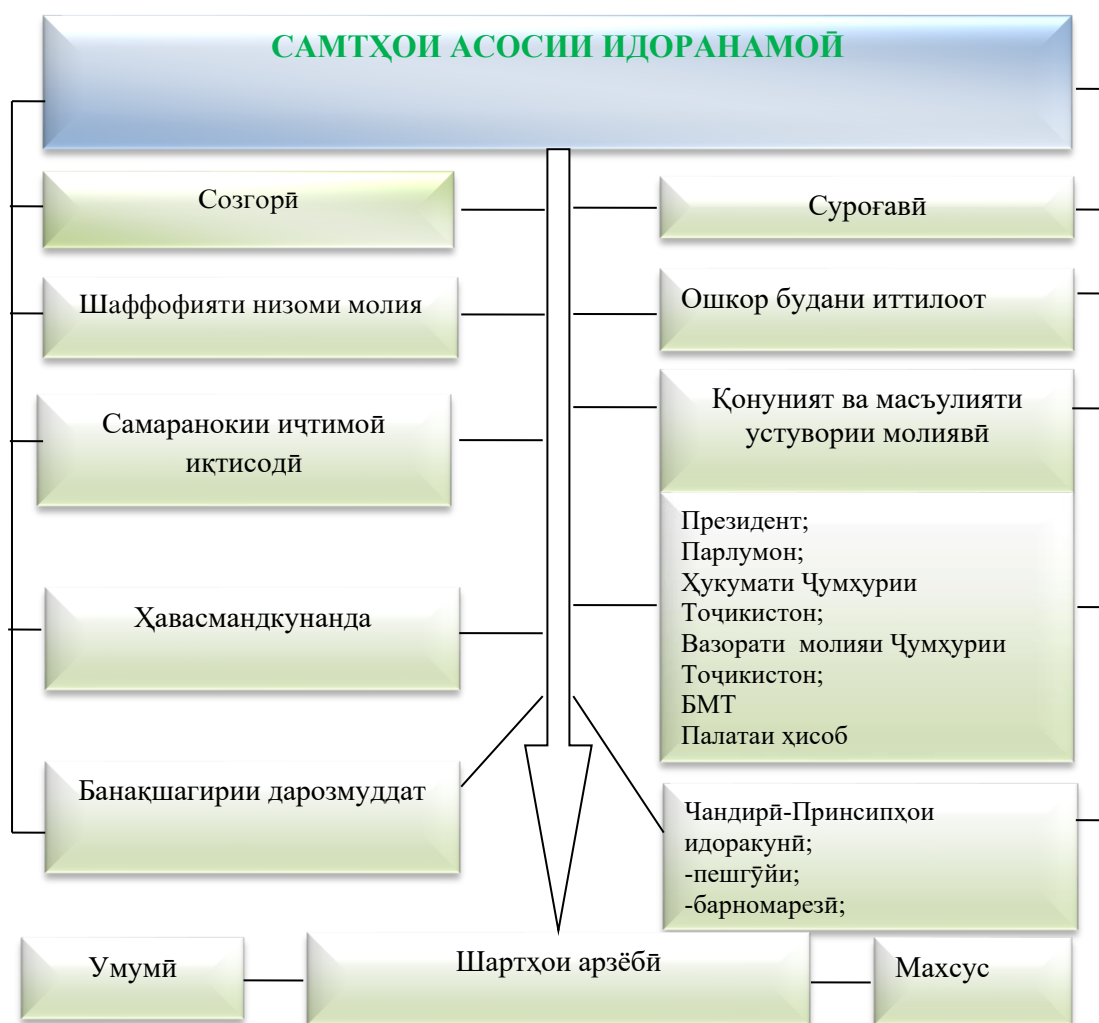 САМТҲОИ АСОСИИ ИДОРАНАМОӢ
Созгорӣ
Суроғавӣ
Шаффофияти низоми молия
Ошкор будани иттилоот
Самаранокии иҷтимоӣ
иқтисодӣ
Қонуният ва масъулияти
устувории молиявӣ
Президент;
Парлумон;
Ҳукумати Ҷумҳурии
Тоҷикистон;
Вазорати молияи Ҷумҳурии
Тоҷикистон;
БМТ
Палатаи ҳисоб
Ҳавасмандкунанда
Банақшагирии дарозмуддат
Чандирӣ-Принсипҳои
идоракунӣ;
-пешгӯйи;
-барномарезӣ;
Умумӣ
Шартҳои арзёбӣ
Махсус